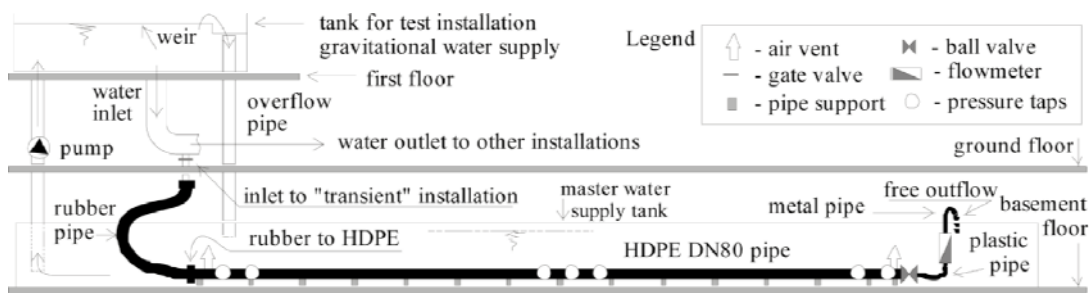 tank for test installation
gravitational water supply
weir
first floor
water
inlet
overflow
pipe
pump
water outlet to other installations
Legend
- air vent
- ball valve
- gate valve
- flowmeter
- pipe support
- pressure taps
ground floor
inlet to "transient" installation
master water
supply tank
free outflow
metal pipe
basement
floor
rubber
pipe
rubber to HDPE
HDPE DN80 pipe
plastic
pipe